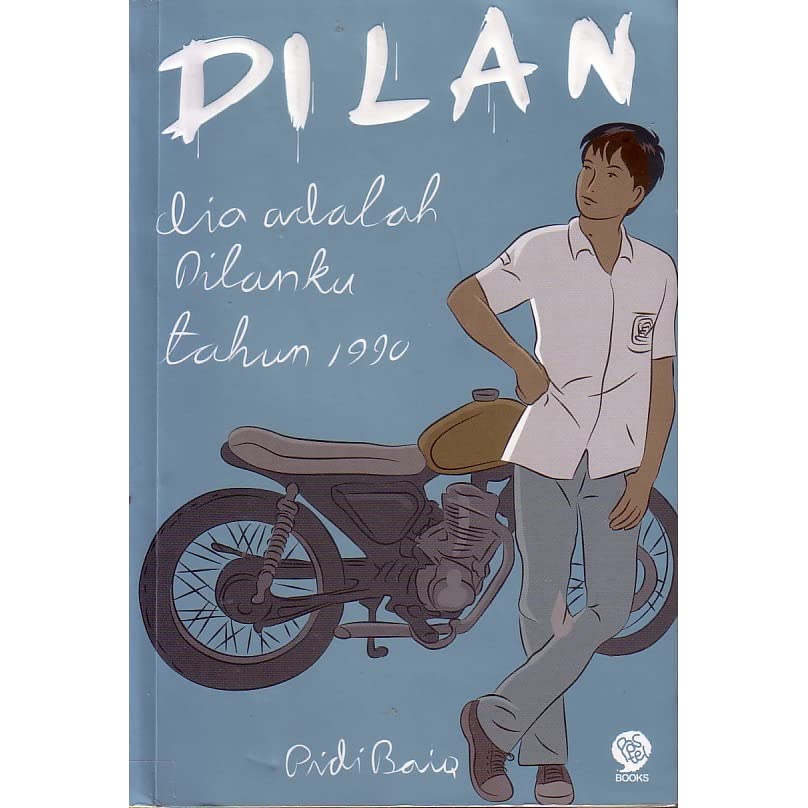 DILAN
dia adalah
Dilanku
tahun 1990
Pidi Baiq
Pastel
BOOKS